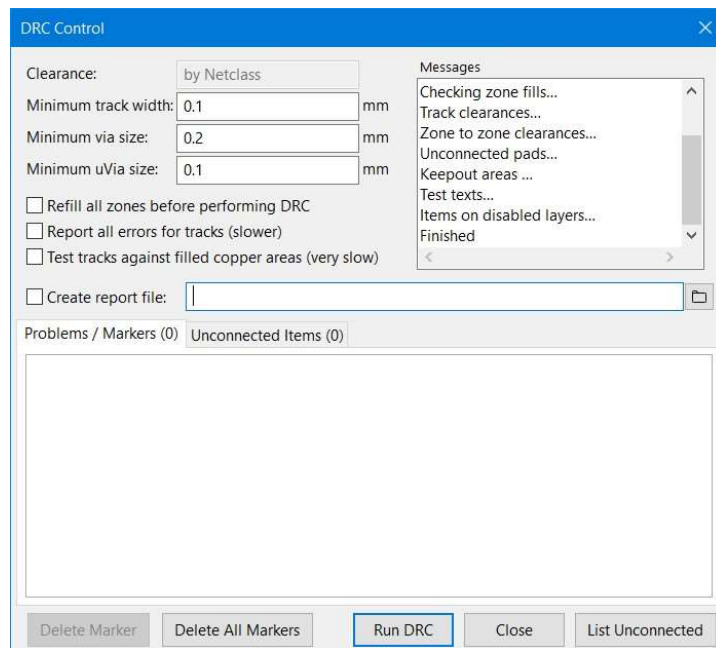 DRC Control
Clearance:
by Netclass
Minimum track width:
0.1
mm
Minimum via size:
0.2
mm
Minimum uVia size:
0.1
mm
Refill all zones before performing DRC
Report all errors for tracks (slower)
Test tracks against filled copper areas (very slow)
Messages
Checking zone fills...
Track clearances...
Zone to zone clearances...
Unconnected pads...
Keepout areas ...
Test texts...
Items on disabled layers...
Finished
Create report file:
Problems / Markers (0)
Unconnected Items (0)
Delete Marker
Delete All Markers
Run DRC
Close
List Unconnected